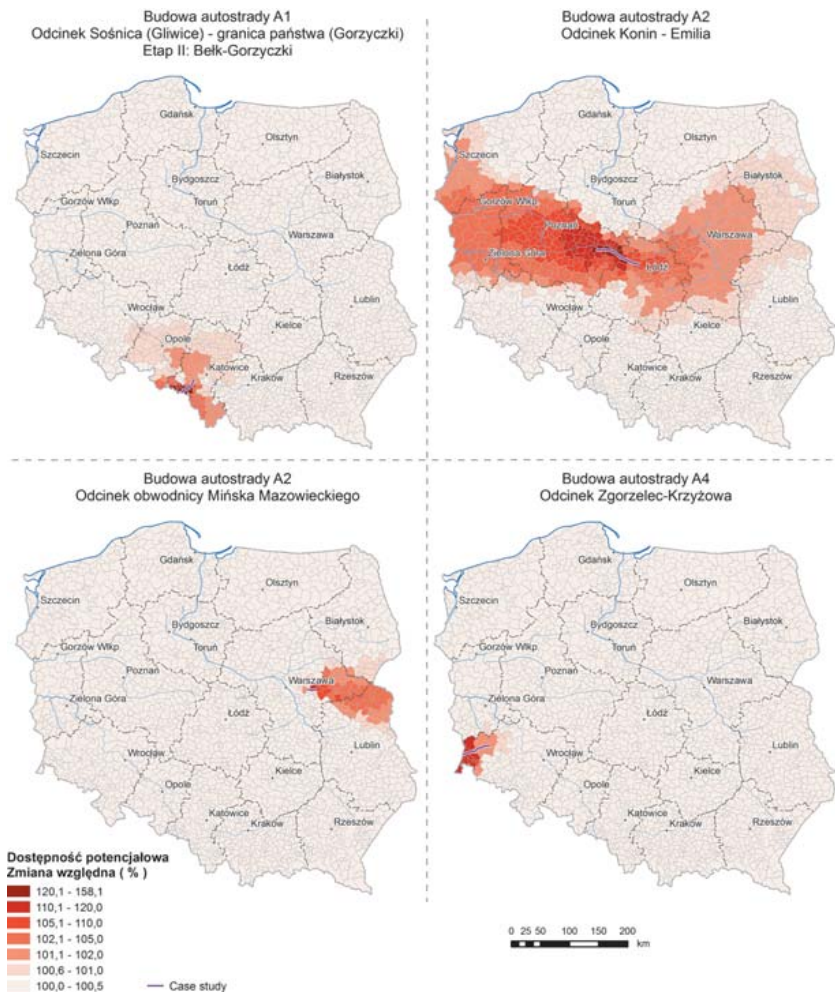 Budowa autostrady A1
Odcinek Sośnica (Gliwice) - granica państwa (Gorzyczki)
Etap II: Bełk-Gorzyczki
Gdańsk
Olsztyn
Szczecin
Bydgoszcz
Białystok
Gorzów Wlkp
Toruń
Poznań
Warszawa
Zielona Góra
Łódź
Lublin
Wrocław
Kielce
Opole
Katowice
Kraków
Rzeszów
Budowa autostrady A2
Odcinek Konin - Emilia
Gdańsk
Olsztyn
Szczecin
Bydgoszcz
Białystok
Gorzów Wlkp
Toruń
Poznań
Warszawa
Zielona Góra
Łódź
Lublin
Wrocław
Kielce
Opole
Katowice
Kraków
Rzeszów
Budowa autostrady A2
Odcinek obwodnicy Mińska Mazowieckiego
Gdańsk
Olsztyn
Szczecin
Bydgoszcz
Białystok
Gorzów Wlkp
Toruń
Poznań
Warszawa
Zielona Góra
Łódź
Lublin
Wrocław
Kielce
Opole
Katowice
Kraków
Rzeszów
Budowa autostrady A4
Odcinek Zgorzelec-Krzyżowa
Gdańsk
Olsztyn
Szczecin
Bydgoszcz
Białystok
Gorzów Wlkp
Toruń
Poznań
Warszawa
Zielona Góra
Łódź
Lublin
Wrocław
Kielce
Opole
Katowice
Kraków
Rzeszów
Dostępność potencjałowa
Zmiana względna ( % )
120,1 - 158,1
110,1 - 120,0
105,1 - 110,0
102,1 - 105,0
101,1 - 102,0
100,6 - 101,0
100,0 - 100,5
Case study
0 25 50 100 150 200
km